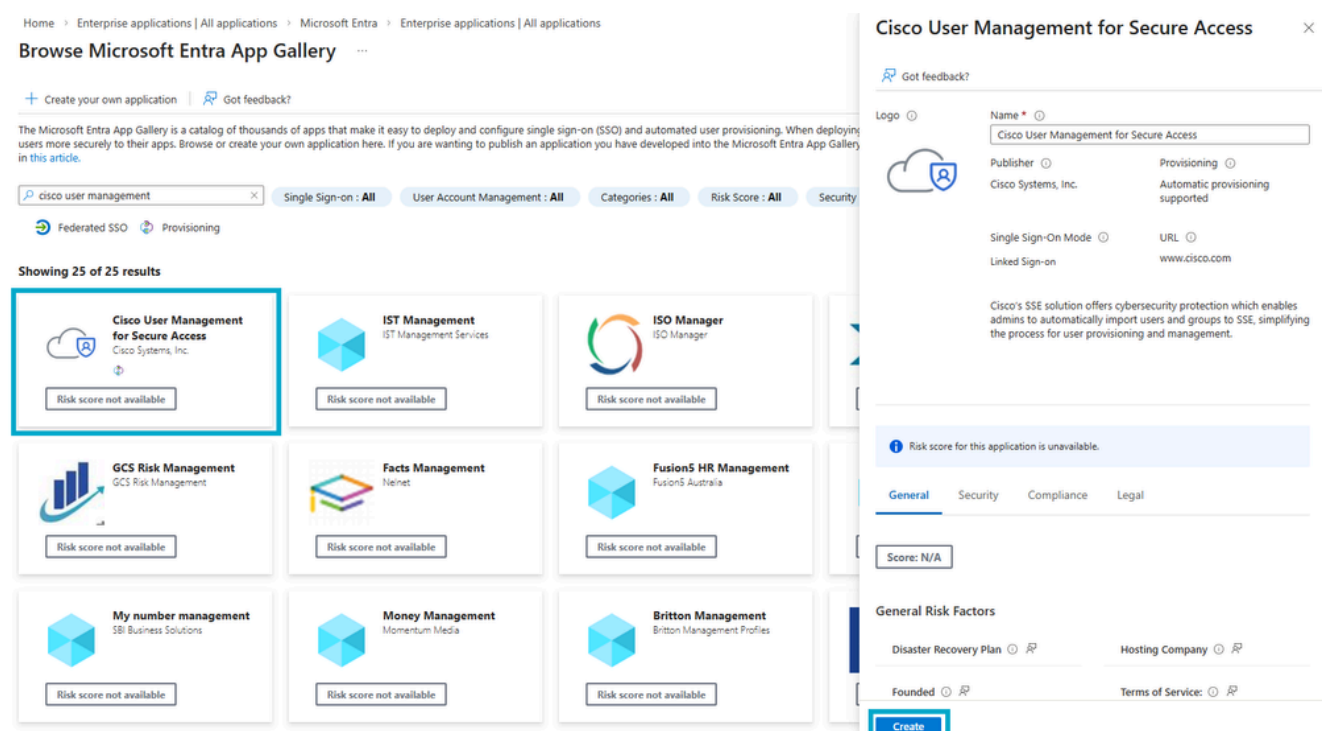 Home > Enterprise applications | All applications > Microsoft Entra > Enterprise applications | All applications
Browse Microsoft Entra App Gallery ...
+ Create your own application
Got feedback?
The Microsoft Entra App Gallery is a catalog of thousands of apps that make it easy to deploy and configure single sign-on (SSO) and automated user provisioning. When deploying
users more securely to their apps. Browse or create your own application here. If you are wanting to publish an application you have developed into the Microsoft Entra App Gallery
in this article.
cisco user management
Single Sign-on : All
User Account Management : All
Categories : All
Risk Score : All
Security
Federated SSO
Provisioning
Showing 25 of 25 results
Cisco User Management
for Secure Access
Cisco Systems, Inc.
Risk score not available
IST Management
IST Management Services
Risk score not available
ISO Manager
ISO Manager
Risk score not available
GCS Risk Management
GCS Risk Management
Risk score not available
Facts Management
Nelnet
Risk score not available
Fusion5 HR Management
Fusion5 Australia
Risk score not available
My number management
SBI Business Solutions
Risk score not available
Money Management
Momentum Media
Risk score not available
Britton Management
Britton Management Profiles
Risk score not available
Cisco User Management for Secure Access
Got feedback?
Logo
Name *
Cisco User Management for Secure Access
Publisher
Provisioning
Cisco Systems, Inc.
Automatic provisioning
supported
Single Sign-On Mode
URL
Linked Sign-on
www.cisco.com
Cisco's SSE solution offers cybersecurity protection which enables
admins to automatically import users and groups to SSE, simplifying
the process for user provisioning and management.
Risk score for this application is unavailable.
General
Security
Compliance
Legal
Score: N/A
General Risk Factors
Disaster Recovery Plan
Hosting Company
Founded
Terms of Service:
Create